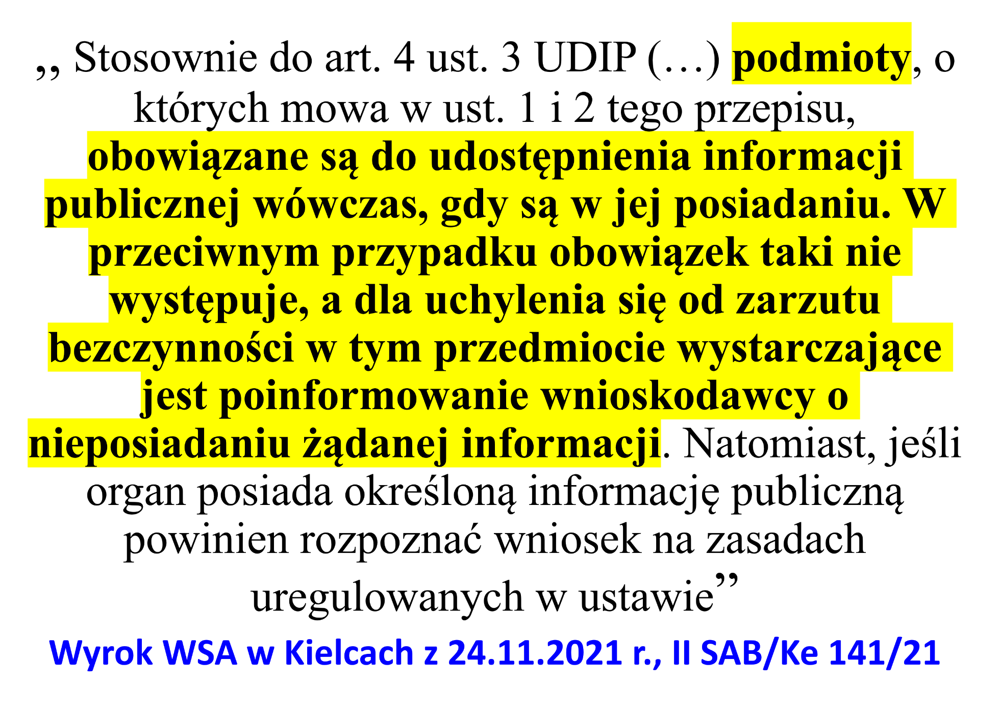 „ Stosownie do art. 4 ust. 3 UDIP (…) podmioty, o
których mowa w ust. 1 i 2 tego przepisu,
obowiązane są do udostępnienia informacji
publicznej wówczas, gdy są w jej posiadaniu. W
przeciwnym przypadku obowiązek taki nie
występuje, a dla uchylenia się od zarzutu
bezczynności w tym przedmiocie wystarczające
jest poinformowanie wnioskodawcy o
nieposiadaniu żądanej informacji. Natomiast, jeśli
organ posiada określoną informację publiczną
powinien rozpoznać wniosek na zasadach
uregulowanych w ustawie”
Wyrok WSA w Kielcach z 24.11.2021 r., II SAB/Ke 141/21